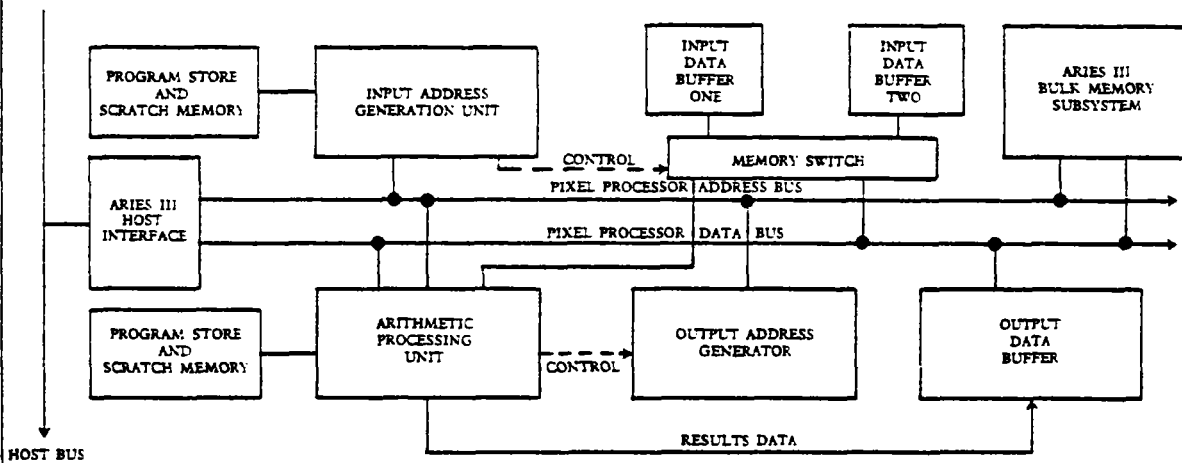 PROGRAM STORE
AND
SCRATCH MEMORY
INPUT ADDRESS
GENERATION UNIT
INPUT
DATA
BUFFER
ONE
INPUT
DATA
BUFFER
TWO
ARIES III
BULK MEMORY
SUBSYSTEM
CONTROL
MEMORY SWITCH
ARIES III
HOST
INTERFACE
PIXEL PROCESSOR ADDRESS BUS
PIXEL PROCESSOR DATA BUS
PROGRAM STORE
AND
SCRATCH MEMORY
ARITHMETIC
PROCESSING
UNIT
CONTROL
OUTPUT ADDRESS
GENERATOR
OUTPUT
DATA
BUFFER
RESULTS DATA
HOST BUS